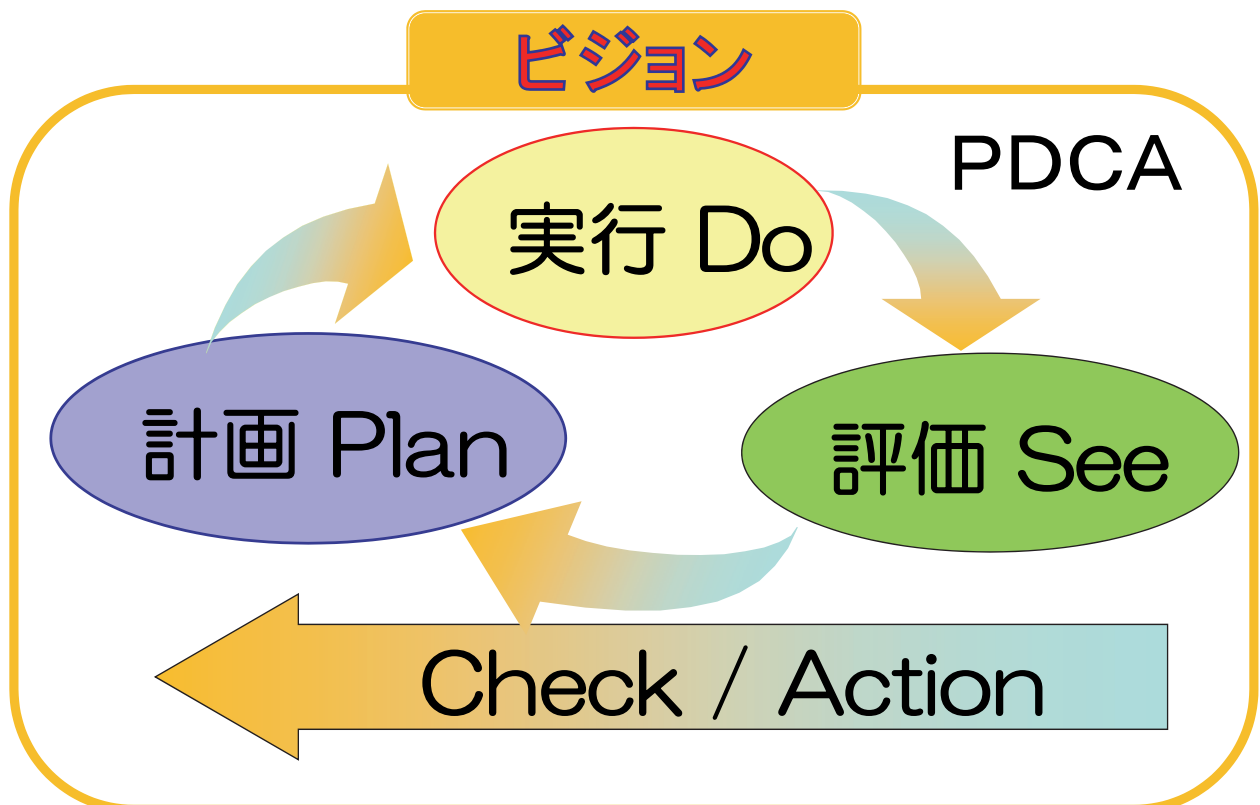 ビジョン
PDCA
実行 Do
計画 Plan
評価 See
Check / Action